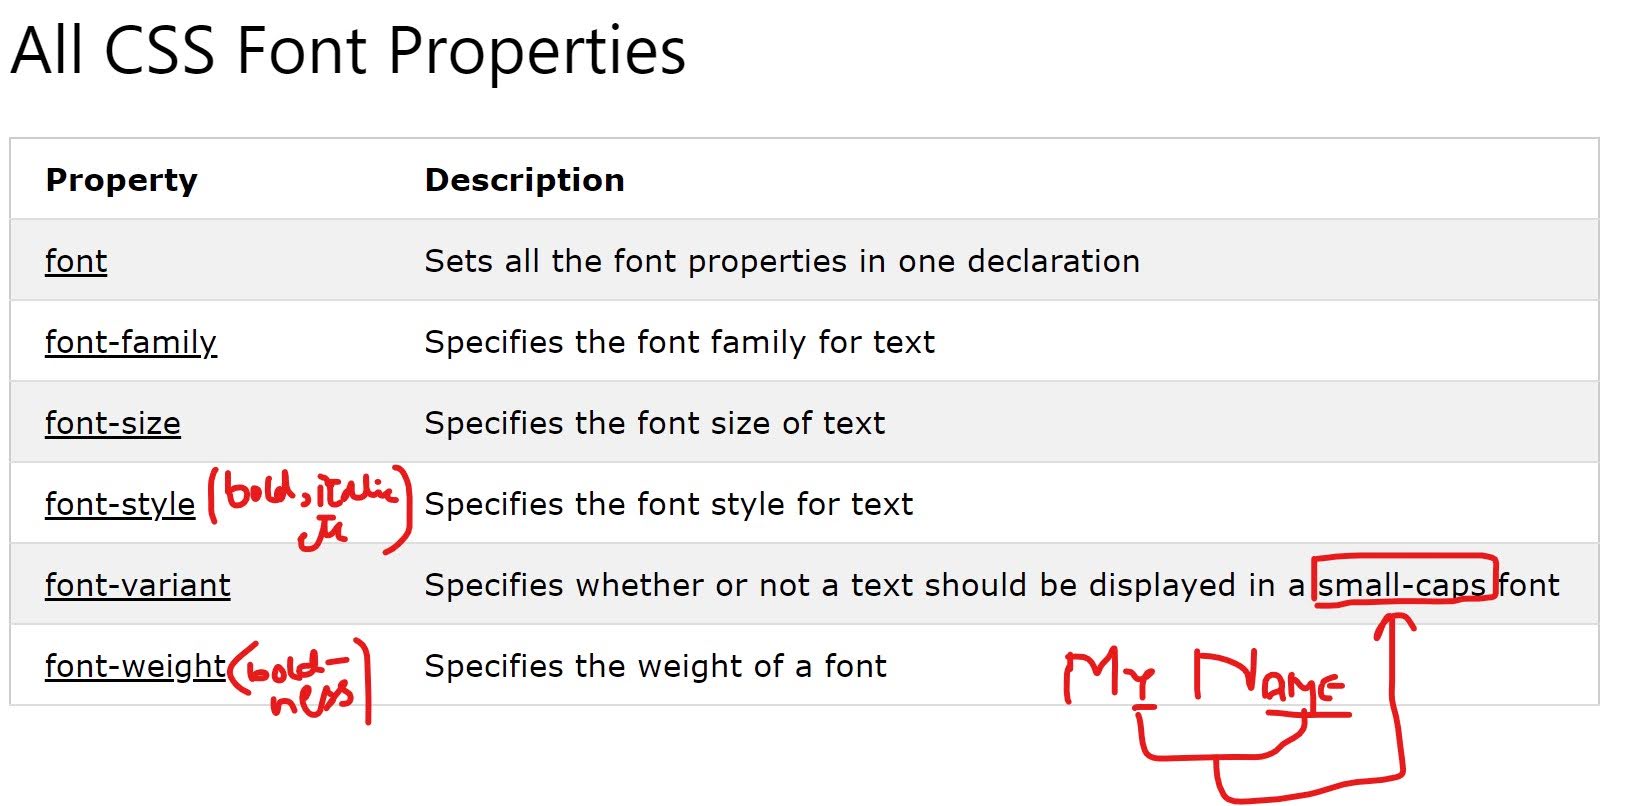 All CSS Font Properties
Property Description
font Sets all the font properties in one declaration
font-family Specifies the font family for text
font-size Specifies the font size of text
font-style (bold, italic Specifies the font style for text
etc)
font-variant Specifies whether or not a text should be displayed in a small-caps font
font-weight (bold- Specifies the weight of a font
ness)
My NAME